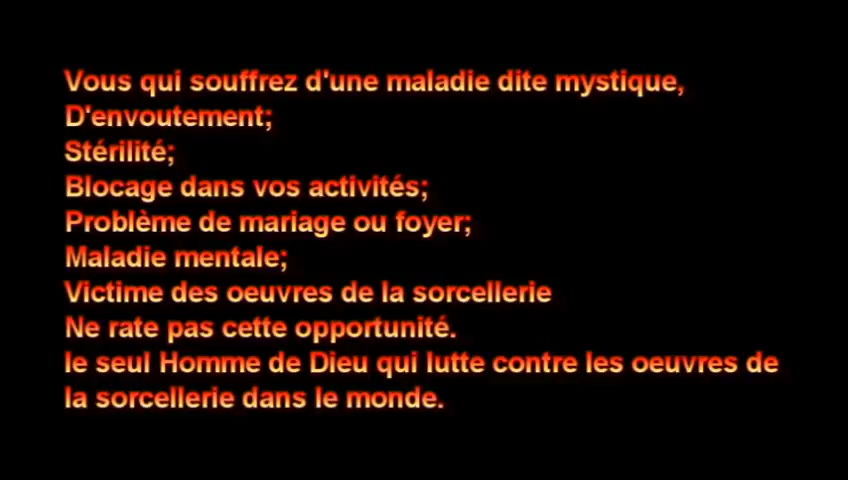 Vous qui souffrez d'une maladie dite mystique,
D'envoutement;
Stérilité;
Blocage dans vos activités;
Problème de mariage ou foyer;
Maladie mentale;
Victime des oeuvres de la sorcellerie
Ne rate pas cette opportunité.
le seul Homme de Dieu qui lutte contre les oeuvres de
la sorcellerie dans le monde.